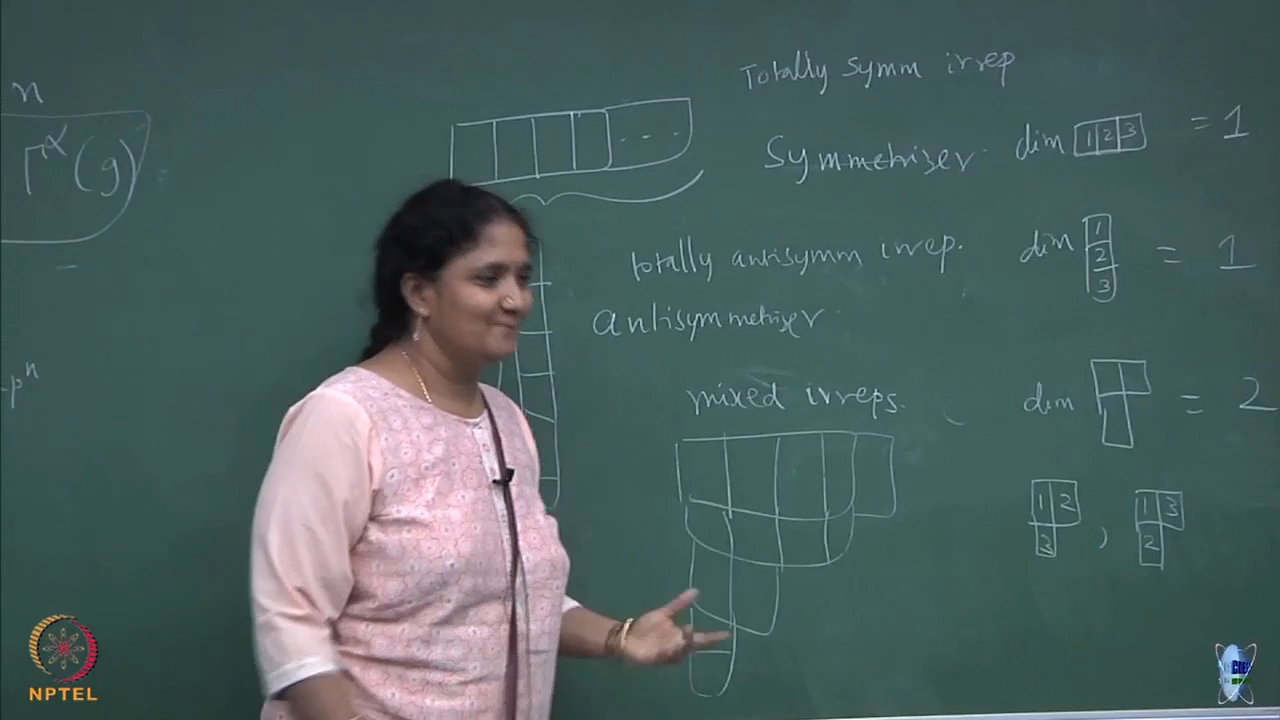 n
Γ^α(g)
-p^n
Totally symm irrep
Symmetriser dim 1 2 3 = 1
totally antisymm irrep. dim 1 2 3 = 1
antisymmetriser
mixed irreps. dim = 2
1 2 2 , 1 3 2
NPTEL